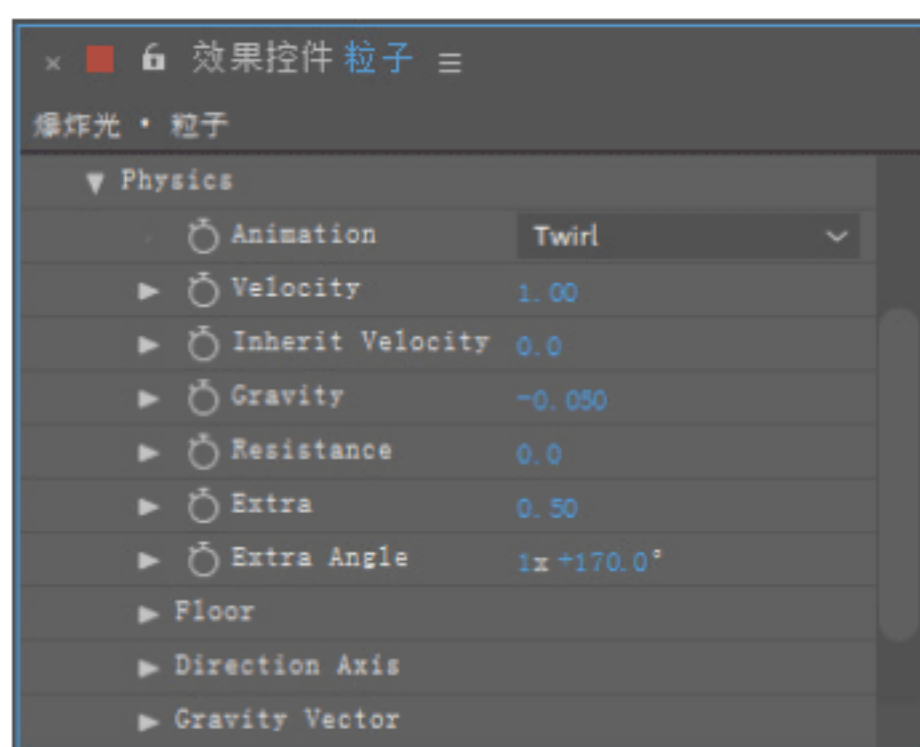 效果控件 粒子
爆炸光 • 粒子
Physics
Animation Twirl
Velocity 1.00
Inherit Velocity 0.0
Gravity -0.050
Resistance 0.0
Extra 0.50
Extra Angle 1x+170.0°
Floor
Direction Axis
Gravity Vector